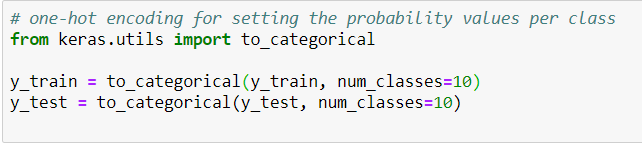 # one-hot encoding for setting the probability values per class
from keras.utils import to_categorical
y_train = to_categorical(y_train, num_classes=10)
y_test = to_categorical(y_test, num_classes=10)